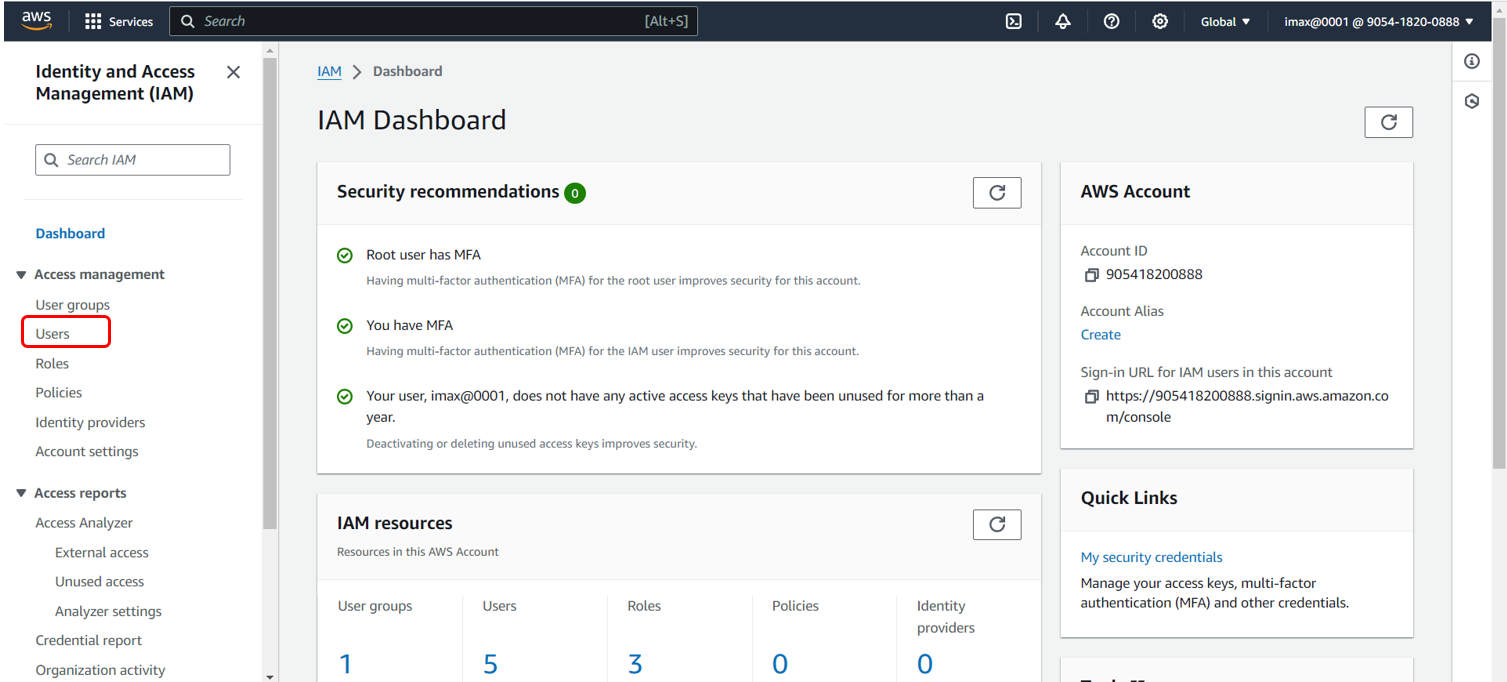 aws
Services
Search
[Alt+S]
Global
imax@0001 @ 9054-1820-0888
Identity and Access
Management (IAM)
Search IAM
Dashboard
Access management
User groups
Users
Roles
Policies
Identity providers
Account settings
Access reports
Access Analyzer
External access
Unused access
Analyzer settings
Credential report
Organization activity
IAM
Dashboard
IAM Dashboard
Security recommendations 0
Root user has MFA
Having multi-factor authentication (MFA) for the root user improves security for this account.
You have MFA
Having multi-factor authentication (MFA) for the IAM user improves security for this account.
Your user, imax@0001, does not have any active access keys that have been unused for more than a
year.
Deactivating or deleting unused access keys improves security.
IAM resources
Resources in this AWS Account
User groups
1
Users
5
Roles
3
Policies
0
Identity
providers
0
AWS Account
Account ID
905418200888
Account Alias
Create
Sign-in URL for IAM users in this account
https://905418200888.signin.aws.amazon.co
m/console
Quick Links
My security credentials
Manage your access keys, multi-factor
authentication (MFA) and other credentials.